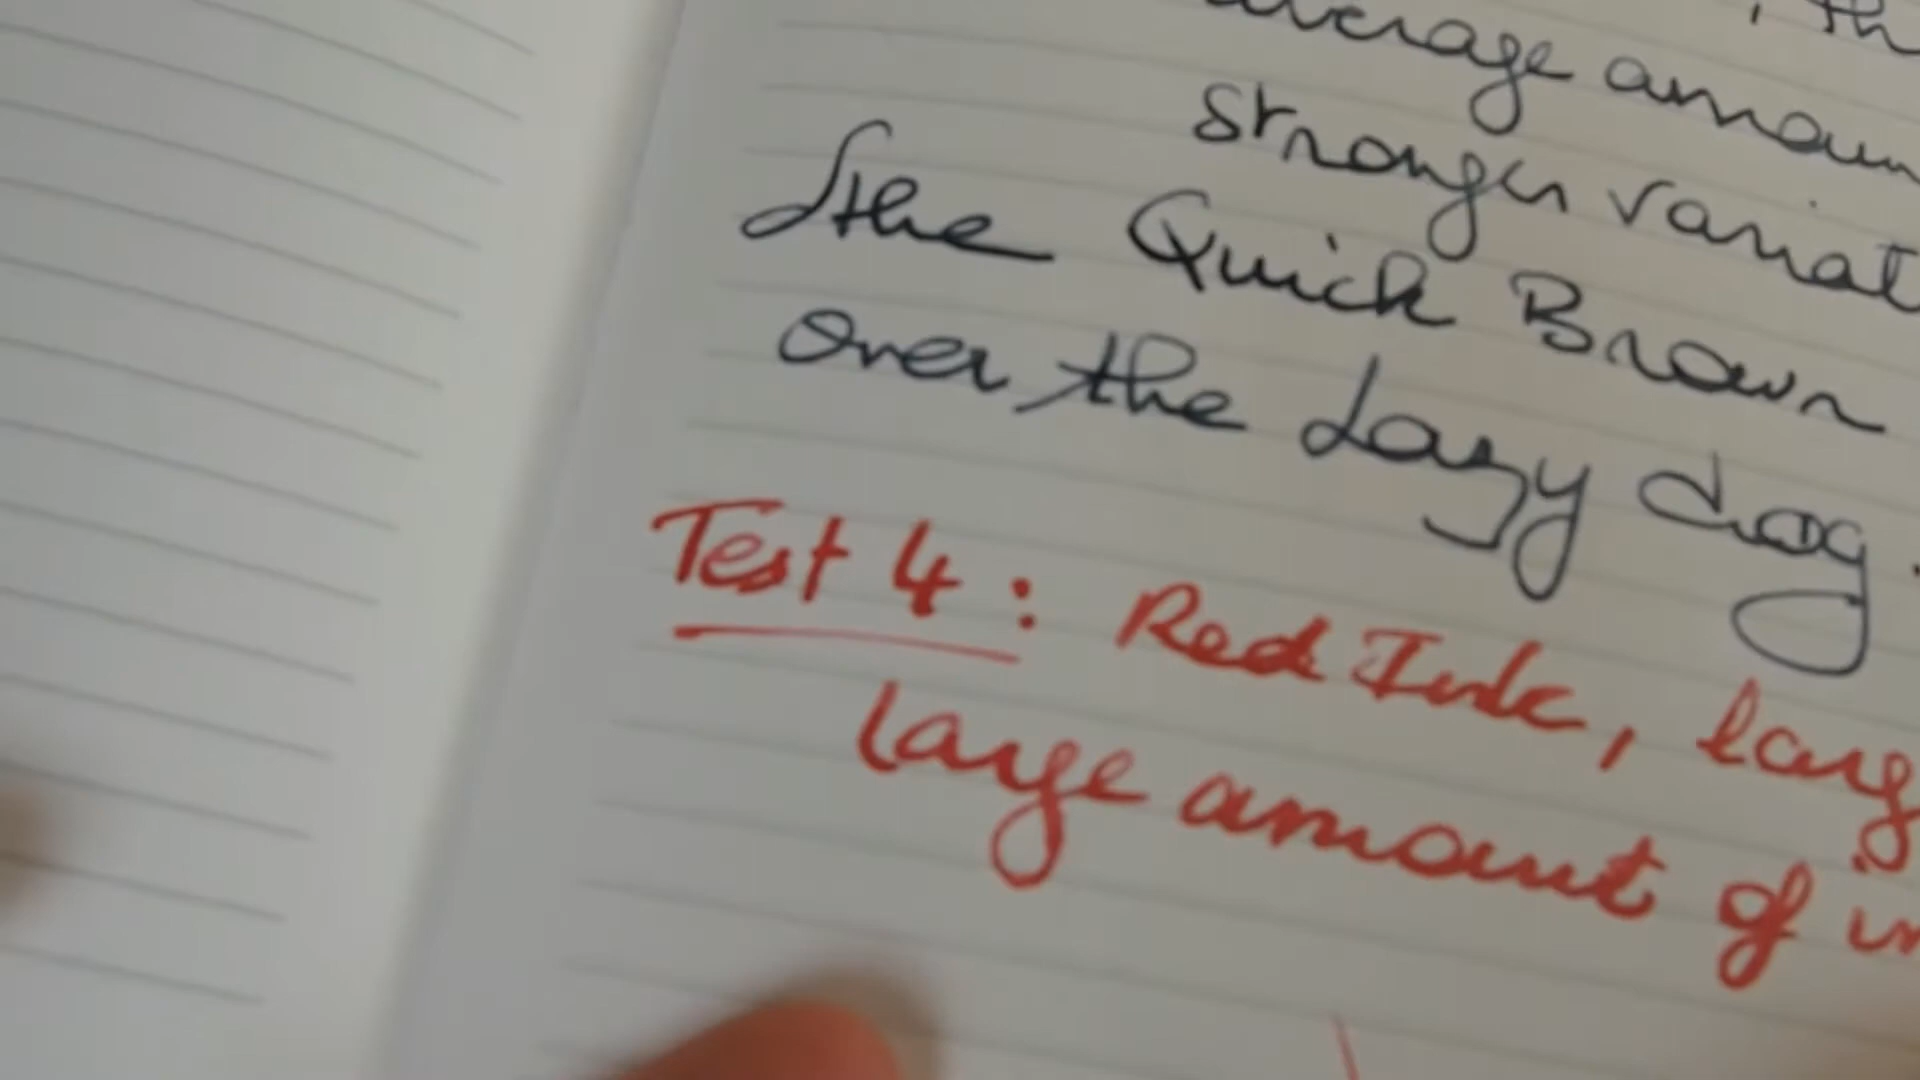 average amoun
stronger variat
The Quick Brown
over the Lazy dog.
Test 4: Red Ink, larg
large amount of in